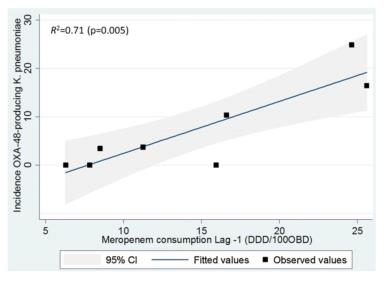 R²=0.71 (p=0.005)
Incidence OXA-48-producing K. pneumoniae
30
20
10
0
5
10
15
20
25
Meropenem consumption Lag -1 (DDD/100OBD)
95% CI
Fitted values
Observed values